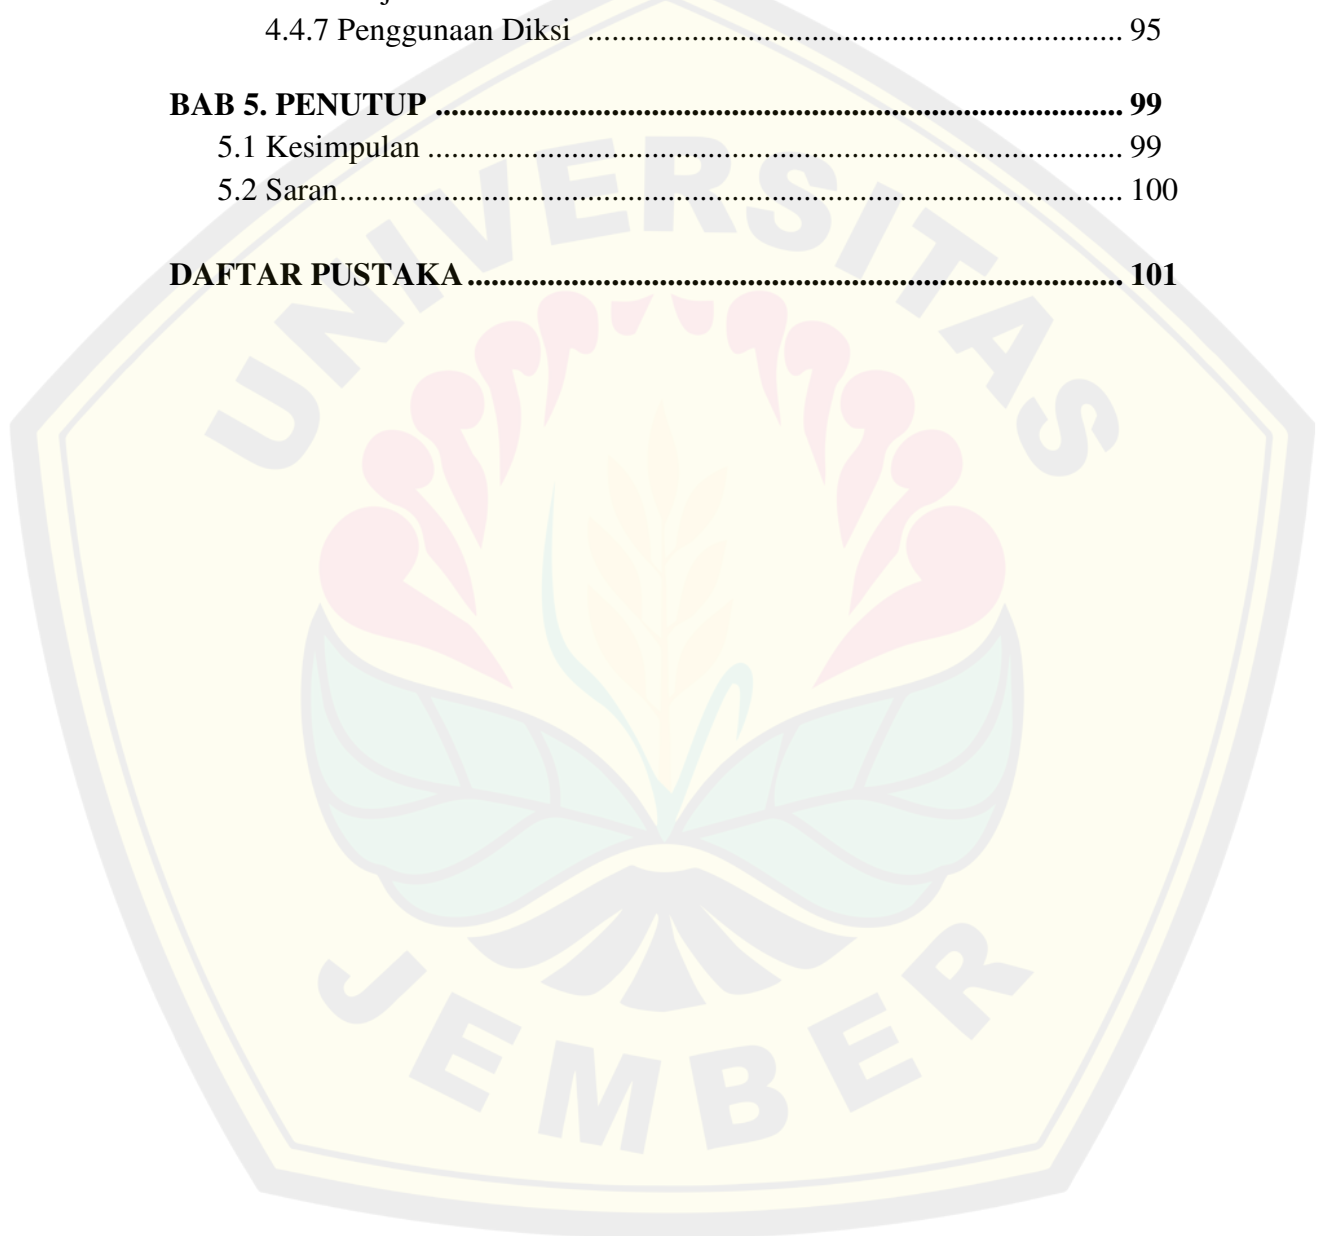 4.4.7 Penggunaan Diksi .................................................................. 95
BAB 5. PENUTUP ...................................................................................... 99
5.1 Kesimpulan ....................................................................................... 99
5.2 Saran.................................................................................................. 100
DAFTAR PUSTAKA.................................................................................. 101
UNIVERSITAS
JEMBER